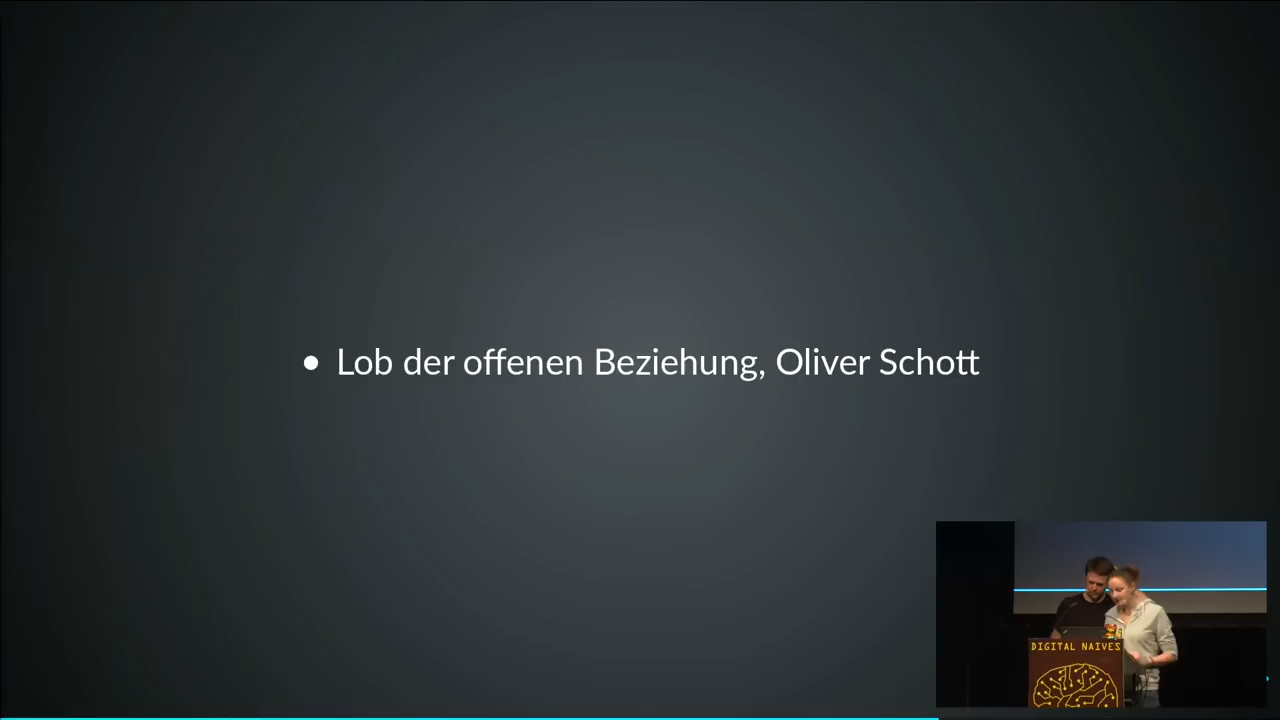 • Lob der offenen Beziehung, Oliver Schott
DIGITAL NAIVES